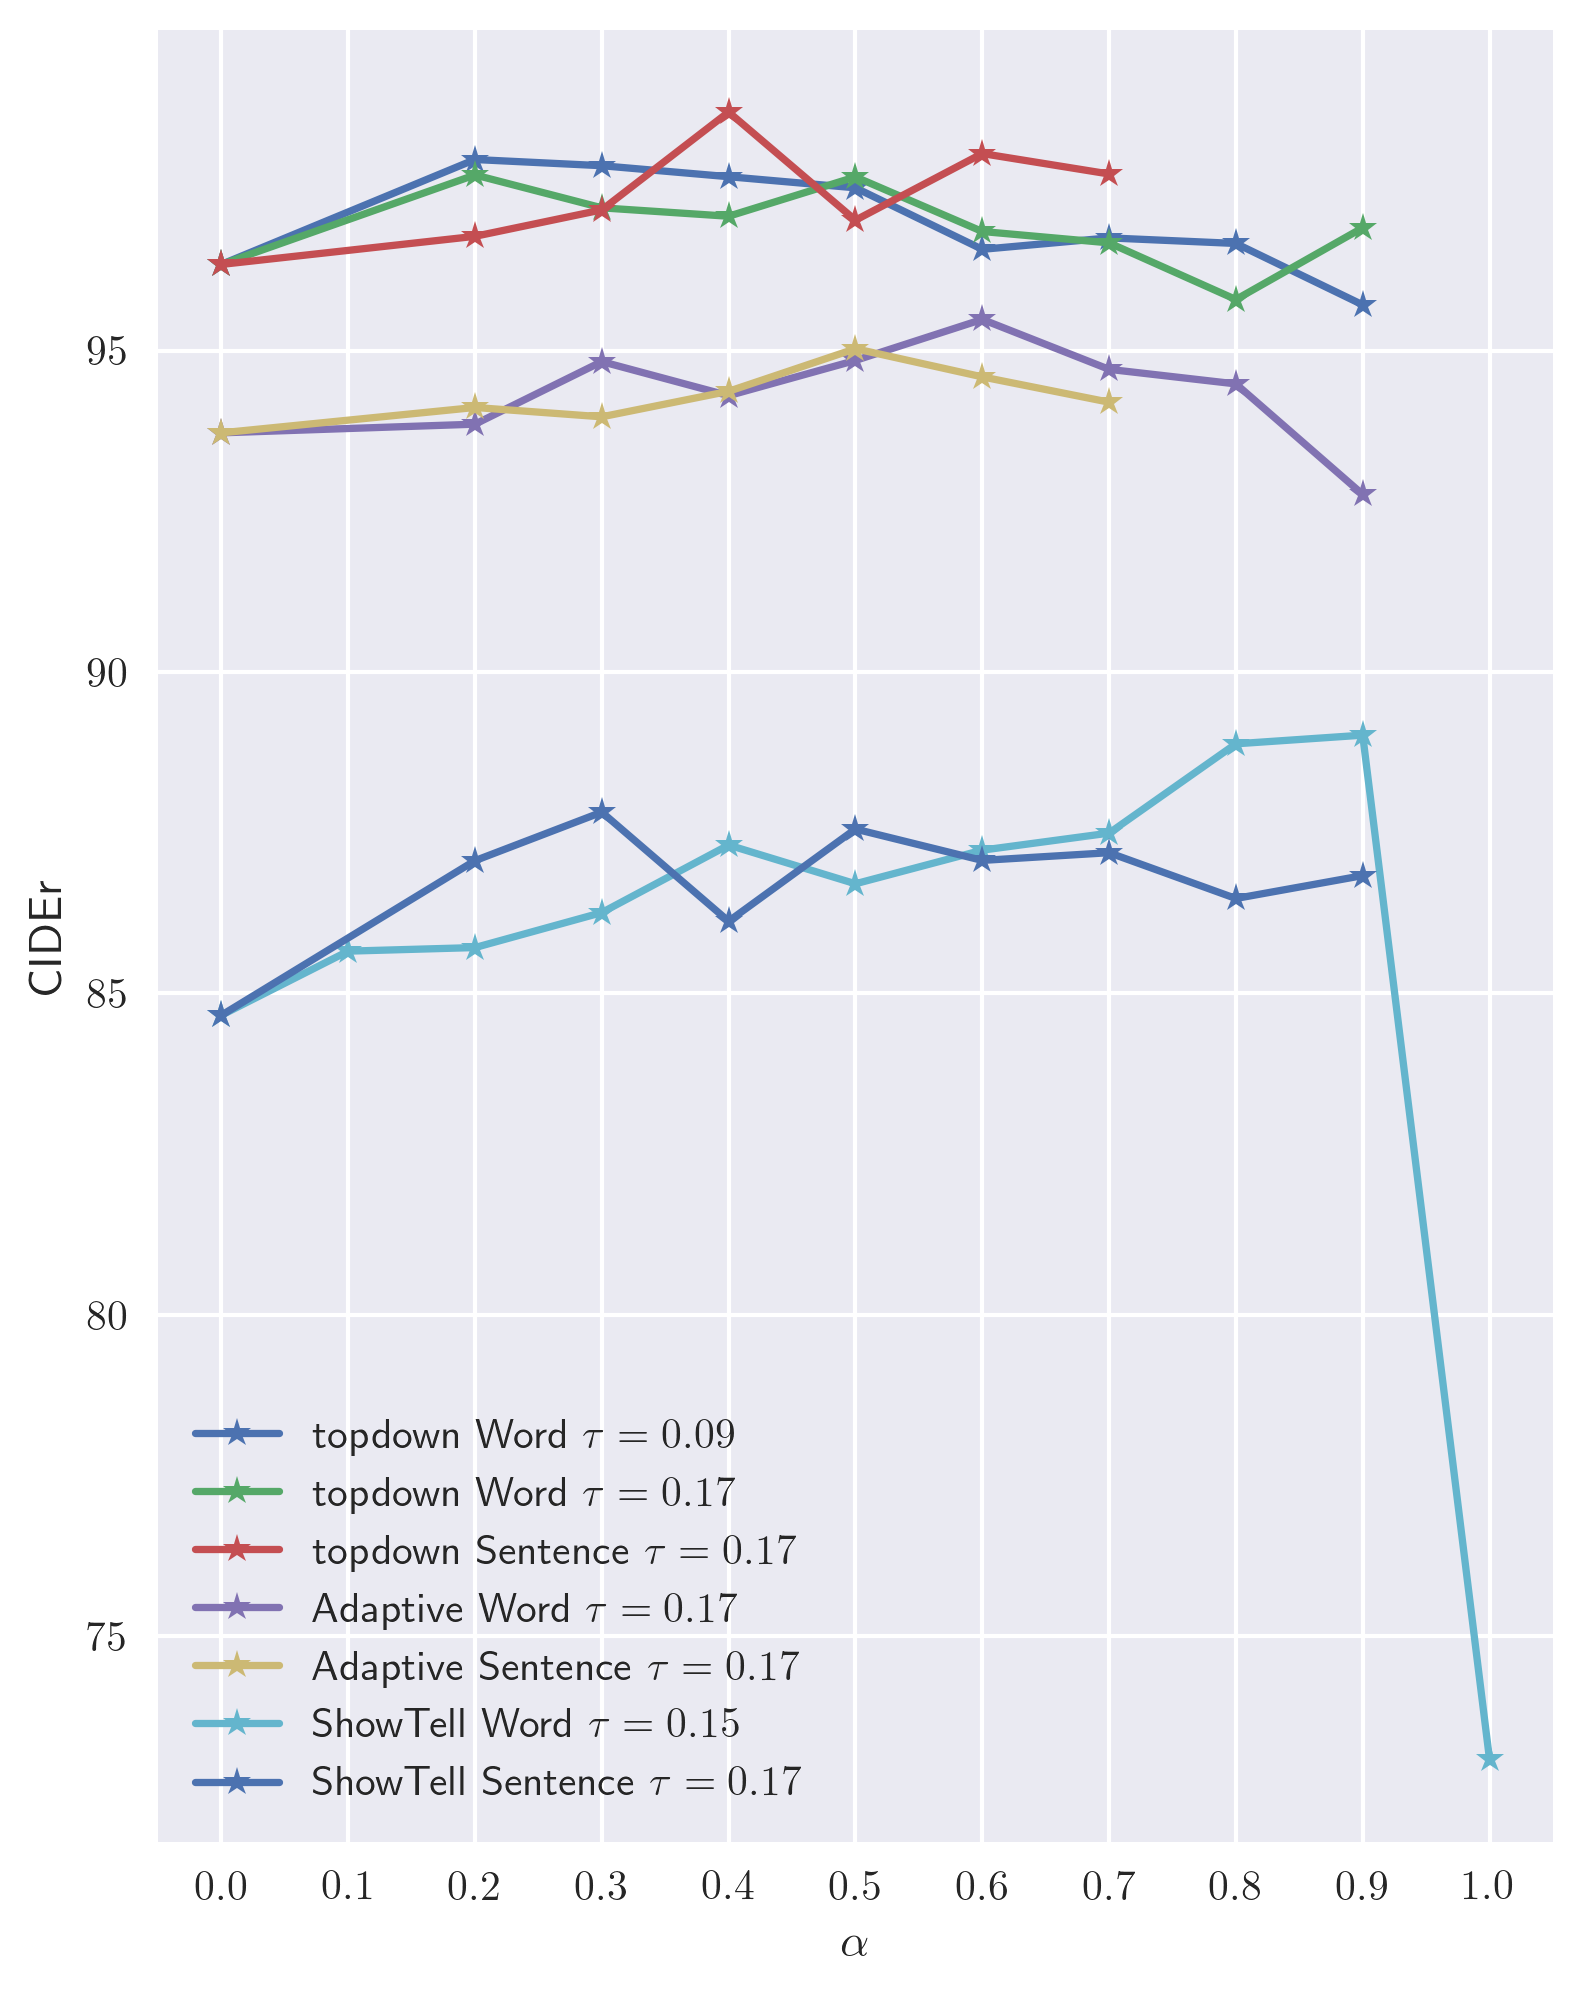 95
90
85
80
75
CIDEr
topdown Word τ = 0.09
topdown Word τ = 0.17
topdown Sentence τ = 0.17
Adaptive Word τ = 0.17
Adaptive Sentence τ = 0.17
ShowTell Word τ = 0.15
ShowTell Sentence τ = 0.17
0.0 0.1 0.2 0.3 0.4 0.5 0.6 0.7 0.8 0.9 1.0
α